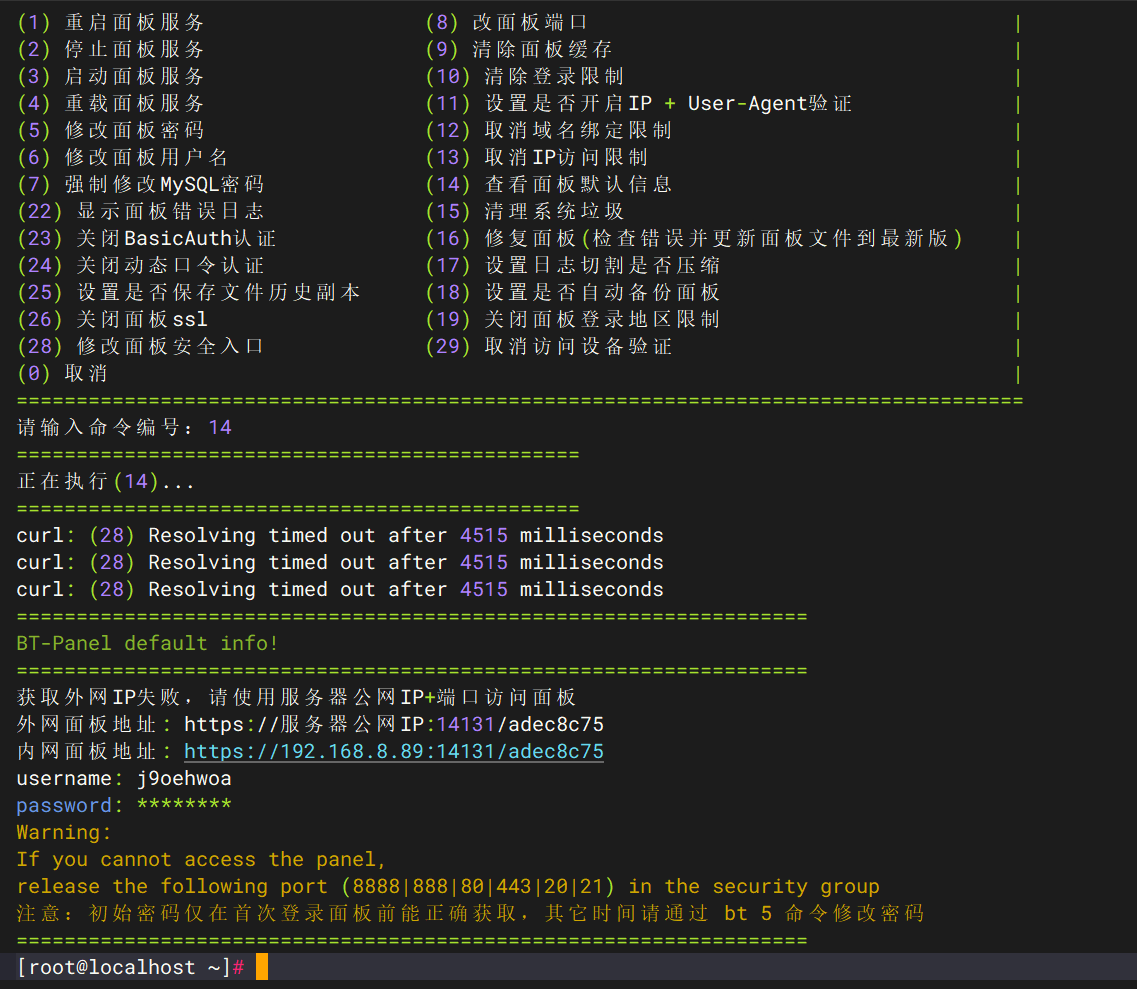 (1) 重启面板服务 (8) 改面板端口 |
(2) 停止面板服务 (9) 清除面板缓存 |
(3) 启动面板服务 (10) 清除登录限制 |
(4) 重载面板服务 (11) 设置是否开启IP + User-Agent验证 |
(5) 修改面板密码 (12) 取消域名绑定限制 |
(6) 修改面板用户名 (13) 取消IP访问限制 |
(7) 强制修改MySQL密码 (14) 查看面板默认信息 |
(22) 显示面板错误日志 (15) 清理系统垃圾 |
(23) 关闭BasicAuth认证 (16) 修复面板(检查错误并更新面板文件到最新版) |
(24) 关闭动态口令认证 (17) 设置日志切割是否压缩 |
(25) 设置是否保存文件历史副本 (18) 设置是否自动备份面板 |
(26) 关闭面板ssl (19) 关闭面板登录地区限制 |
(28) 修改面板安全入口 (29) 取消访问设备验证 |
(0) 取消 |
====================================================================================
请输入命令编号：14
===============================================
正在执行(14)...
===============================================
curl: (28) Resolving timed out after 4515 milliseconds
curl: (28) Resolving timed out after 4515 milliseconds
curl: (28) Resolving timed out after 4515 milliseconds
==================================================================
BT-Panel default info!
==================================================================
获取外网IP失败，请使用服务器公网IP+端口访问面板
外网面板地址：https://服务器公网IP:14131/adec8c75
内网面板地址：https://192.168.8.89:14131/adec8c75
username: j9oehwoa
password: ********
Warning:
If you cannot access the panel,
release the following port (8888|888|80|443|20|21) in the security group
注意：初始密码仅在首次登录面板前能正确获取，其它时间请通过 bt 5 命令修改密码
==================================================================
[root@localhost ~]#